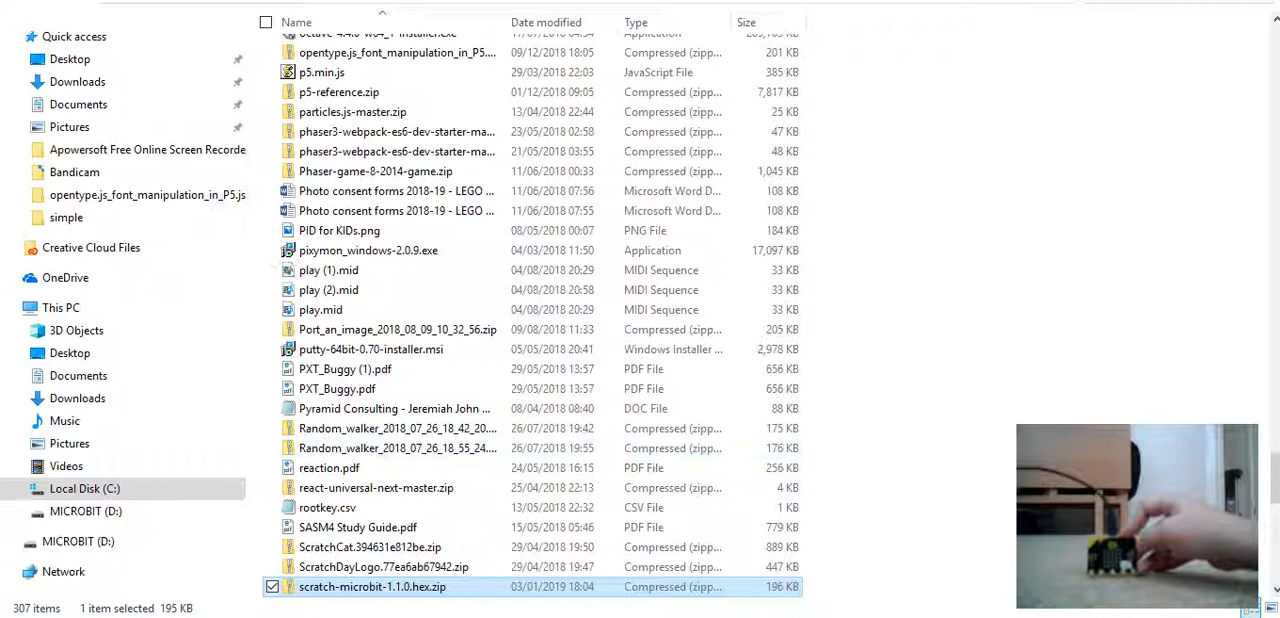 Name Date modified Type Size
Quick access
Desktop
Downloads
Documents
Pictures
Apowersoft Free Online Screen Recorde
Bandicam
opentype.js_font_manipulation_in_P5.js
simple
Creative Cloud Files
OneDrive
This PC
3D Objects
Desktop
Documents
Downloads
Music
Pictures
Videos
Local Disk (C:)
MICROBIT (D:)
MICROBIT (D:)
Network
opentype.js_font_manipulation_in_P5.... 09/12/2018 18:05 Compressed (zipp... 201 KB
p5.min.js 29/03/2018 22:03 JavaScript File 385 KB
p5-reference.zip 01/12/2018 09:05 Compressed (zipp... 7,817 KB
particles.js-master.zip 13/04/2018 22:44 Compressed (zipp... 25 KB
phaser3-webpack-es6-dev-starter-ma... 23/05/2018 02:58 Compressed (zipp... 47 KB
phaser3-webpack-es6-dev-starter-ma... 21/05/2018 03:55 Compressed (zipp... 48 KB
Phaser-game-8-2014-game.zip 11/06/2018 00:33 Compressed (zipp... 1,045 KB
Photo consent forms 2018-19 - LEGO ... 11/06/2018 07:56 Microsoft Word D... 108 KB
Photo consent forms 2018-19 - LEGO ... 11/06/2018 07:55 Microsoft Word D... 108 KB
PID for KIDs.png 08/05/2018 00:07 PNG File 184 KB
pixymon_windows-2.0.9.exe 04/03/2018 11:50 Application 17,097 KB
play (1).mid 04/08/2018 20:29 MIDI Sequence 33 KB
play (2).mid 04/08/2018 20:58 MIDI Sequence 33 KB
play.mid 04/08/2018 20:29 MIDI Sequence 33 KB
Port_an_image_2018_08_09_10_32_56.zip 09/08/2018 11:33 Compressed (zipp... 205 KB
putty-64bit-0.70-installer.msi 05/05/2018 20:41 Windows Installer ... 2,978 KB
PXT_Buggy (1).pdf 29/05/2018 13:57 PDF File 656 KB
PXT_Buggy.pdf 29/05/2018 13:57 PDF File 656 KB
Pyramid Consulting - Jeremiah John ... 08/04/2018 08:40 DOC File 88 KB
Random_walker_2018_07_26_18_42_20.... 26/07/2018 19:42 Compressed (zipp... 175 KB
Random_walker_2018_07_26_18_55_24.... 26/07/2018 19:55 Compressed (zipp... 176 KB
reaction.pdf 24/05/2018 16:15 PDF File 256 KB
react-universal-next-master.zip 25/04/2018 22:13 Compressed (zipp... 4 KB
rootkey.csv 13/05/2018 22:32 CSV File 1 KB
SASM4 Study Guide.pdf 15/05/2018 05:46 PDF File 779 KB
ScratchCat.394631e812be.zip 29/04/2018 19:50 Compressed (zipp... 889 KB
ScratchDayLogo.77ea6ab67942.zip 29/04/2018 19:47 Compressed (zipp... 447 KB
scratch-microbit-1.1.0.hex.zip 03/01/2019 18:04 Compressed (zipp... 196 KB
307 items 1 item selected 195 KB